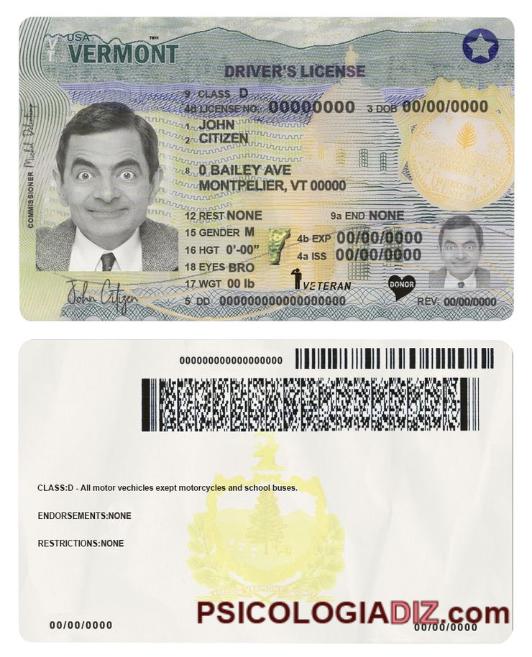 USA
VERMONT
DRIVER'S LICENSE
9 CLASS D
4d LICENSE NO. 00000000 3 DOB 00/00/0000
1 JOHN
2 CITIZEN
8 0 BAILEY AVE
MONTPELIER, VT 00000
12 REST NONE 9a END NONE
15 GENDER M
16 HGT 0'-00" 4b EXP 00/00/0000
4a ISS 00/00/0000
18 EYES BRO
17 WGT 00 lb VETERAN DONOR
5 DD 000000000000000000 REV. 00/00/0000
COMMISSIONER
John Citizen
000000000000000000
CLASS:D - All motor vechicles exept motorcycles and school buses.
ENDORSEMENTS:NONE
RESTRICTIONS:NONE
PSICOLOGIADIZ.com
00/00/0000 00/00/0000